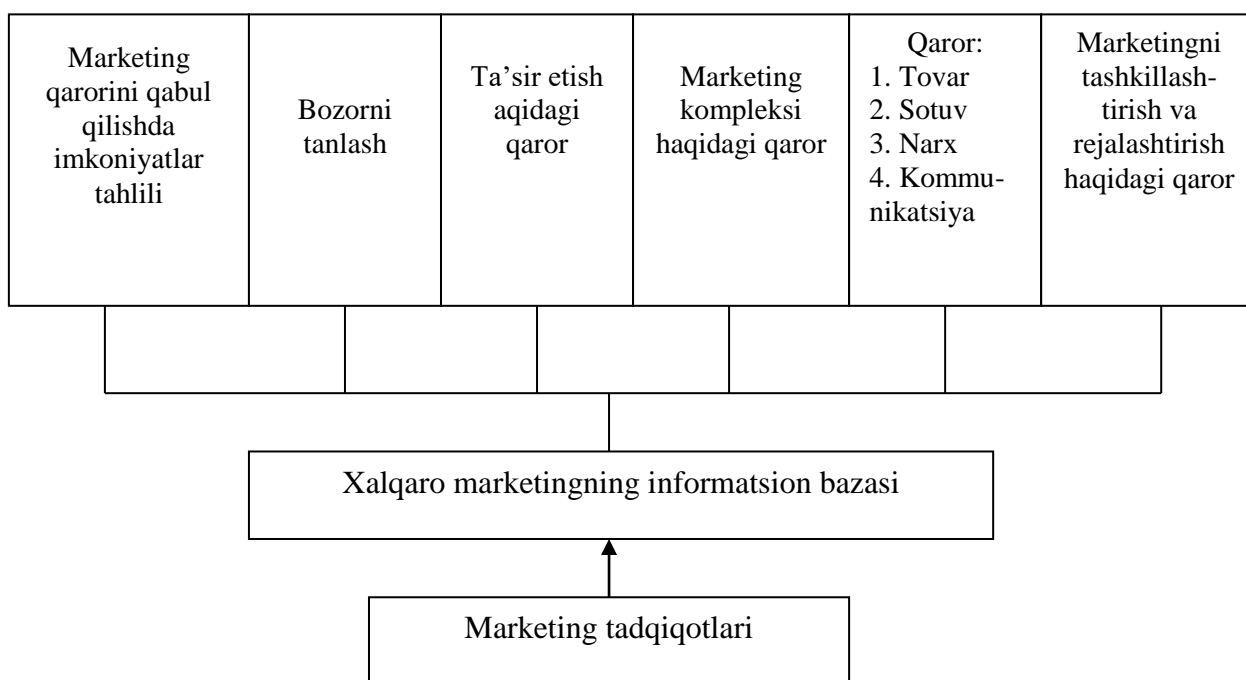 Marketing
qarorini qabul
qilishda
imkoniyatlar
tahlili
Bozorni
tanlash
Ta’sir etish
aqidagi
qaror
Marketing
kompleksi
haqidagi qaror
Qaror:
1. Tovar
2. Sotuv
3. Narx
4. Kommu-
nikatsiya
Marketingni
tashkillash-
tirish va
rejalashtirish
haqidagi qaror
Xalqaro marketingning informatsion bazasi
Marketing tadqiqotlari